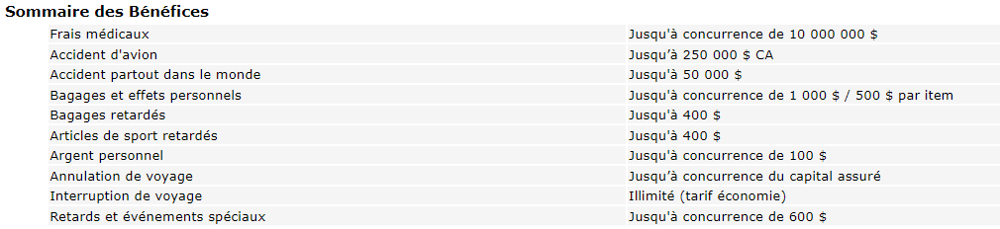 Sommaire des Bénéfices
Frais médicaux Jusqu'à concurrence de 10 000 000 $
Accident d'avion Jusqu’à 250 000 $ CA
Accident partout dans le monde Jusqu'à 50 000 $
Bagages et effets personnels Jusqu'à concurrence de 1 000 $ / 500 $ par item
Bagages retardés Jusqu'à 400 $
Articles de sport retardés Jusqu'à 400 $
Argent personnel Jusqu'à concurrence de 100 $
Annulation de voyage Jusqu’à concurrence du capital assuré
Interruption de voyage Illimité (tarif économie)
Retards et événements spéciaux Jusqu'à concurrence de 600 $